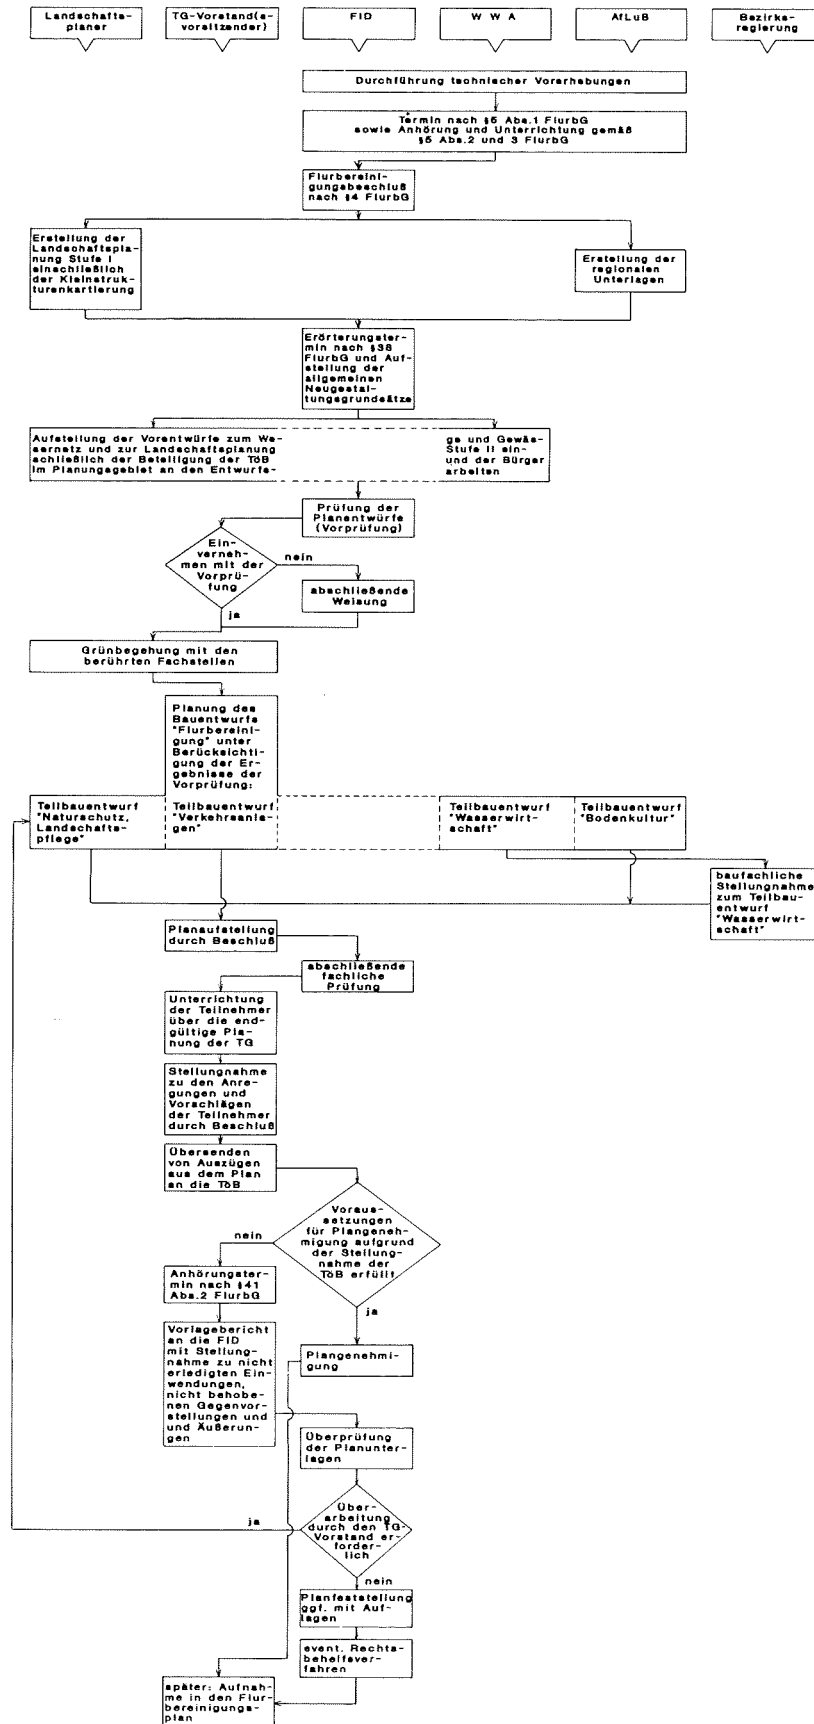 Landschafts-
planer
TG-Vorstand(s-
vorsitzender)
FID
W W A
AfLuB
Bezirks-
regierung
Durchführung technischer Vorerhebungen
Termin nach §5 Abs.1 FlurbG
sowie Anhörung und Unterrichtung gemäß
§5 Abs.2 und 3 FlurbG
Flurbereini-
gungsbeschluß
nach §4 FlurbG
Erstellung der
Landschaftspla-
nung Stufe I
einschließlich
der Kleinstruk-
turenkartierung
Erstellung der
regionalen
Unterlagen
Erörterungster-
min nach §38
FlurbG und Auf-
stellung der
allgemeinen
Neugestal-
tungsgrundsätze
Aufstellung der Vorentwürfe zum We-
sernetz und zur Landschaftsplanung
schließlich der Beteiligung der TöB
im Planungsgebiet an den Entwurfs-
ge und Gewäs-
Stufe II ein-
und der Bürger
arbeiten
Prüfung der
Planentwürfe
(Vorprüfung)
Ein-
verneh-
men mit der
Vorprü-
fung
nein
abschließende
Weisung
ja
Grünbegehung mit den
berührten Fachstellen
Planung des
Bauentwurfs
"Flurbereini-
gung" unter
Berücksichti-
gung der Er-
gebnisse der
Vorprüfung:
Teilbauentwurf
"Naturschutz,
Landschafts-
pflege"
Teilbauentwurf
"Verkehrsanla-
gen"
Teilbauentwurf
"Wasserwirt-
schaft"
Teilbauentwurf
"Bodenkultur"
baufachliche
Stellungnahme
zum Teilbau-
entwurf
"Wasserwirt-
schaft"
Planaufstellung
durch Beschluß
abschließende
fachliche
Prüfung
Unterrichtung
der Teilnehmer
über die end-
gültige Pla-
nung der TG
Stellungnahme
zu den Anre-
gungen und
Vorschlägen
der Teilnehmer
durch Beschluß
Übersenden
von Auszügen
aus dem Plan
an die TöB
Voraus-
setzungen
für Plangeneh-
migung aufgrund
der Stellung-
nahme der
TöB erfüllt
nein
Anhörungster-
min nach §41
Abs.2 FlurbG
ja
Vorlagebericht
an die FID
mit Stellung-
nahme zu nicht
erledigten Ein-
wendungen,
nicht behobe-
nen Gegenvor-
stellungen und
und Äußerun-
gen
Plangenehmi-
gung
Überprüfung
der Planunter-
lagen
ja
Über-
arbeitung
durch den TG-
Vorstand er-
forder-
lich
nein
Planfeststellung
ggf. mit Auf-
lagen
event. Rechts-
behelfsver-
fahren
später: Aufnah-
me in den Flur-
bereinigungs-
plan